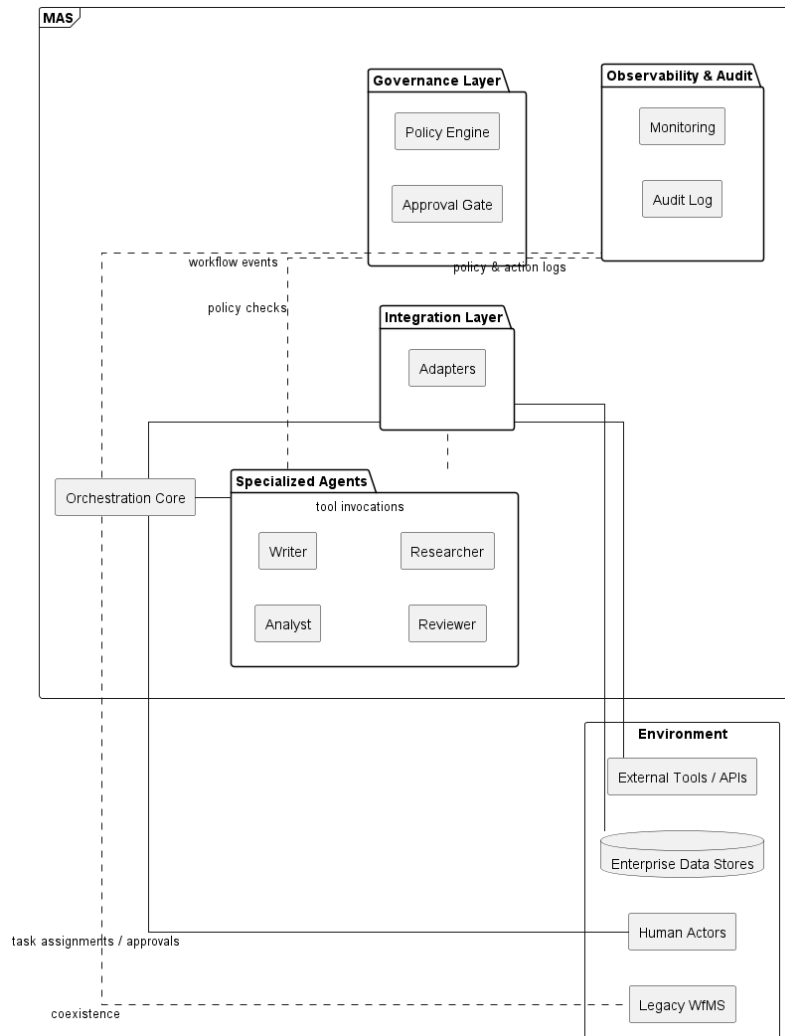 MAS
Governance Layer
Observability & Audit
Policy Engine
Monitoring
Approval Gate
Audit Log
workflow events
policy & action logs
policy checks
Integration Layer
Adapters
Orchestration Core
Specialized Agents
tool invocations
Writer
Researcher
Analyst
Reviewer
Environment
External Tools / APIs
Enterprise Data Stores
Human Actors
task assignments / approvals
Legacy WfMS
coexistence